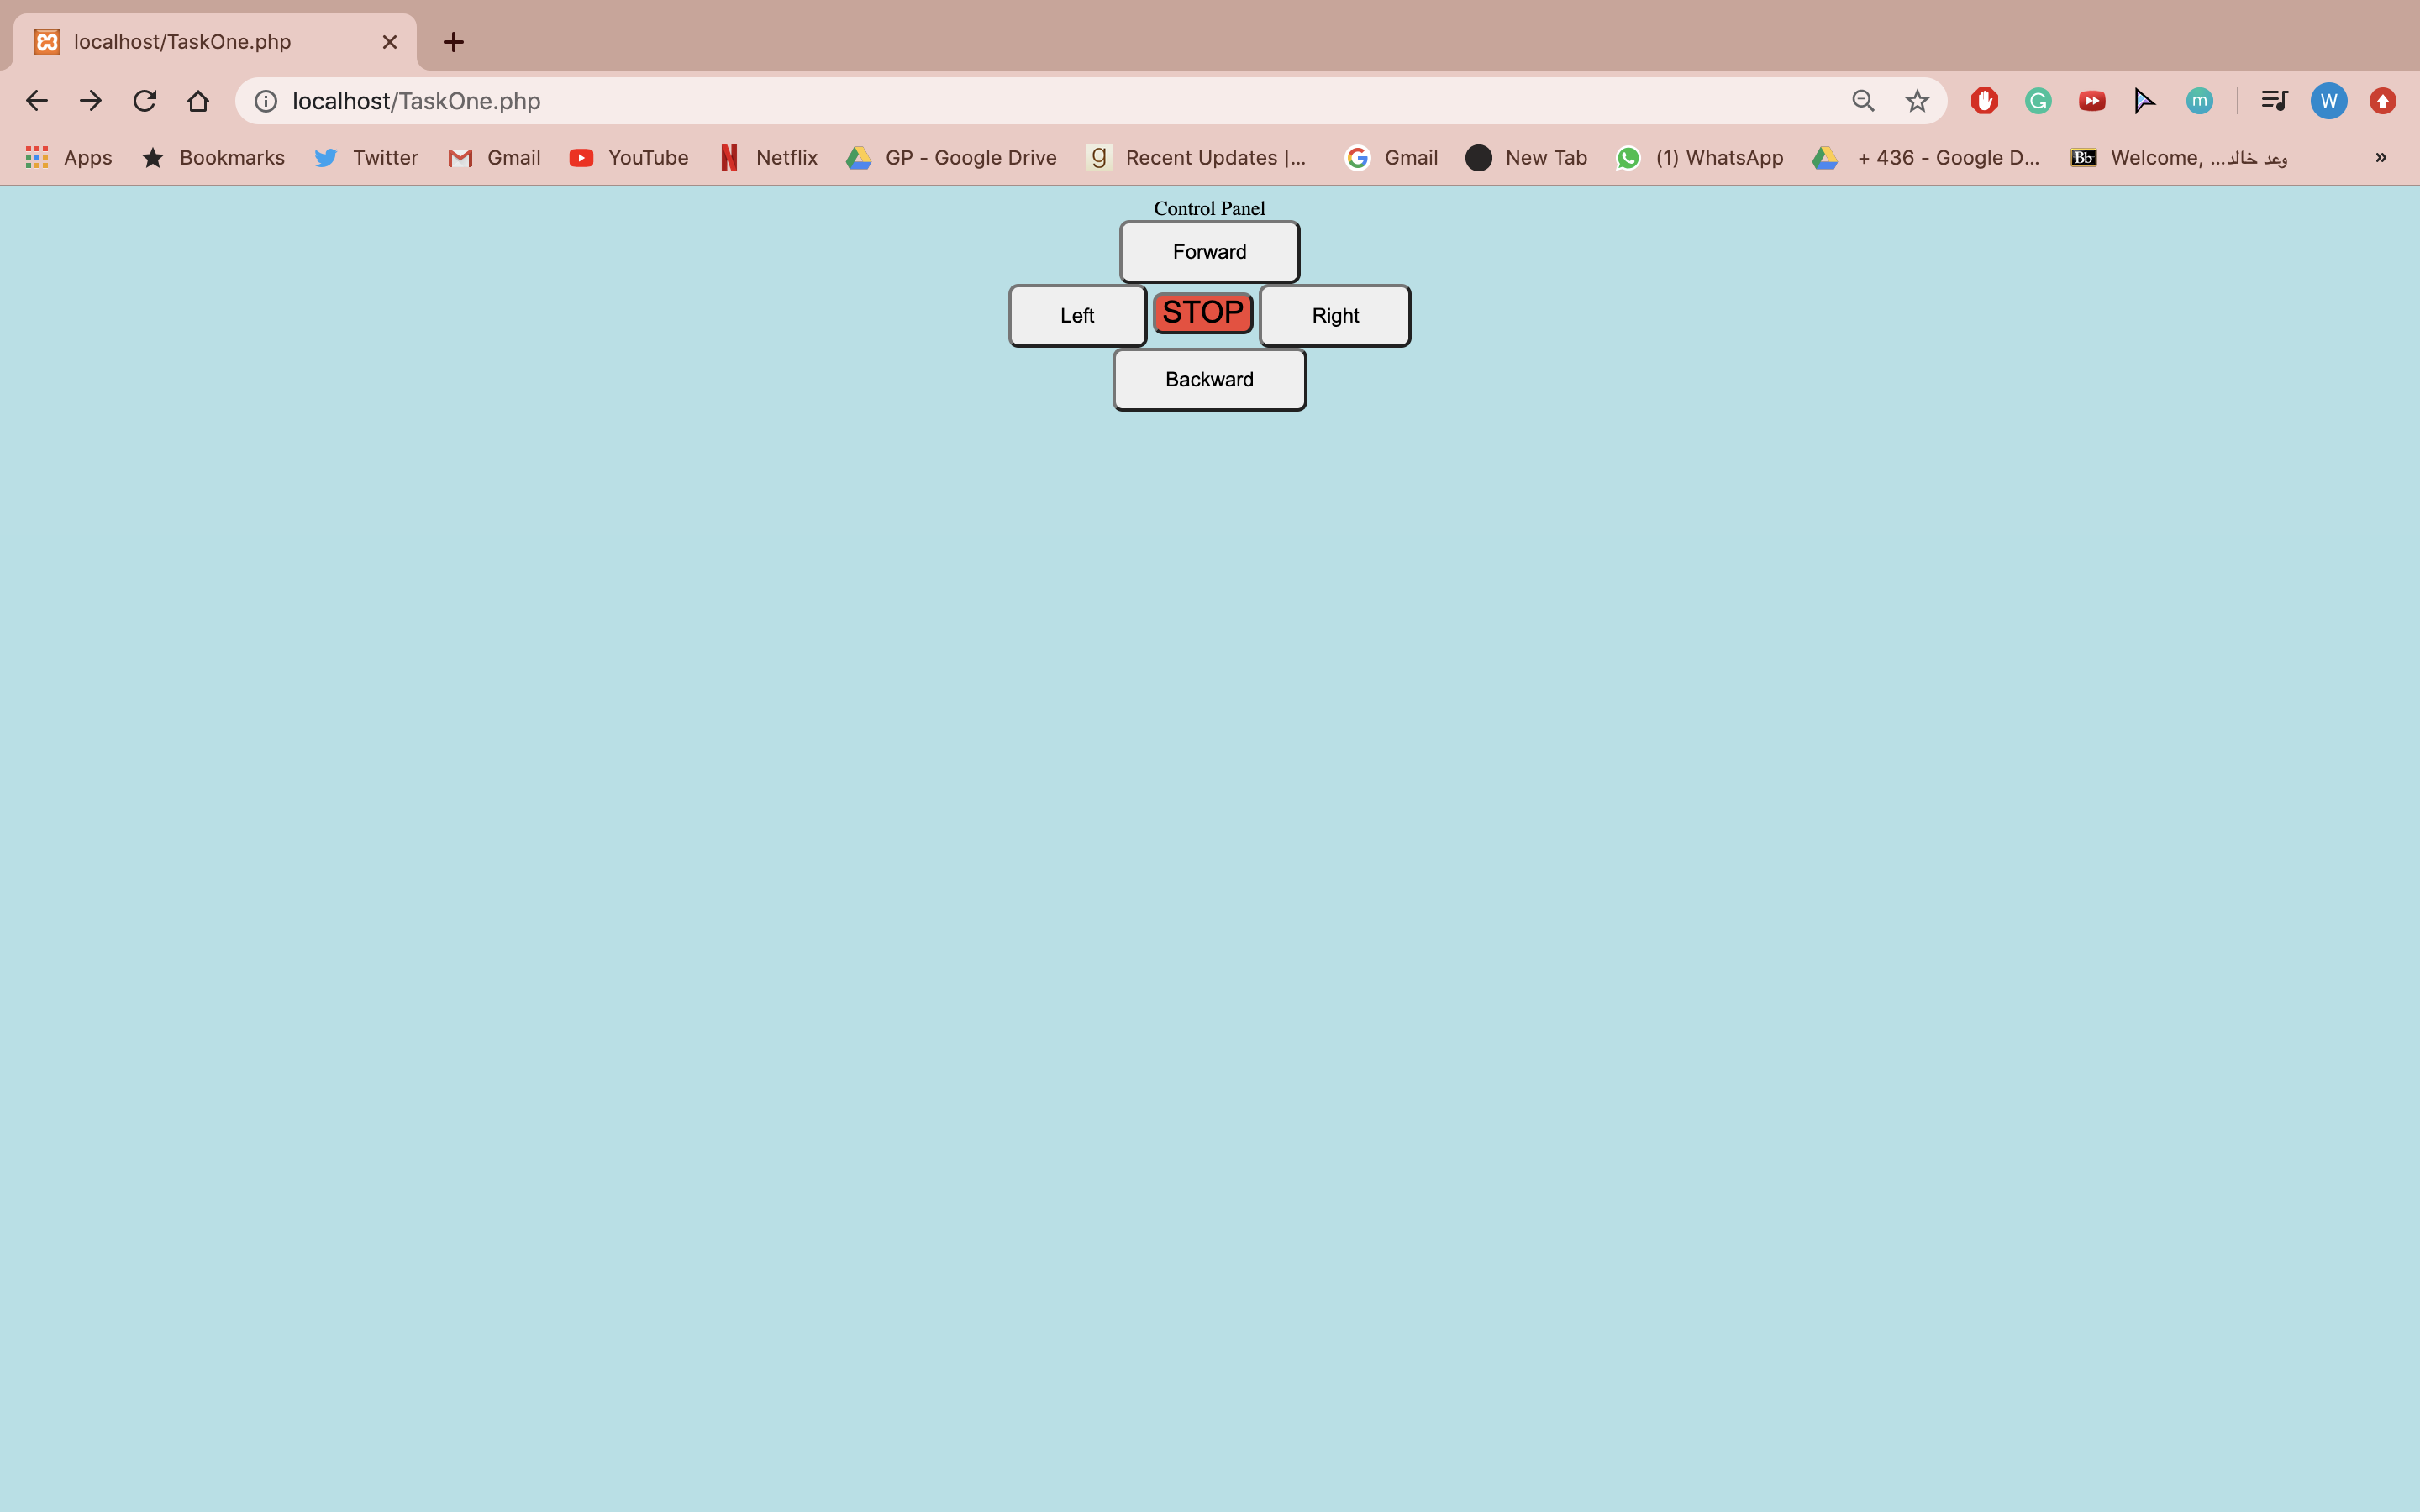 localhost/TaskOne.php
localhost/TaskOne.php
W
Apps Bookmarks Twitter Gmail YouTube Netflix GP - Google Drive Recent Updates |... Gmail New Tab (1) WhatsApp + 436 - Google D... Welcome, ...وعد خالد »
Control Panel
Forward
Left STOP Right
Backward